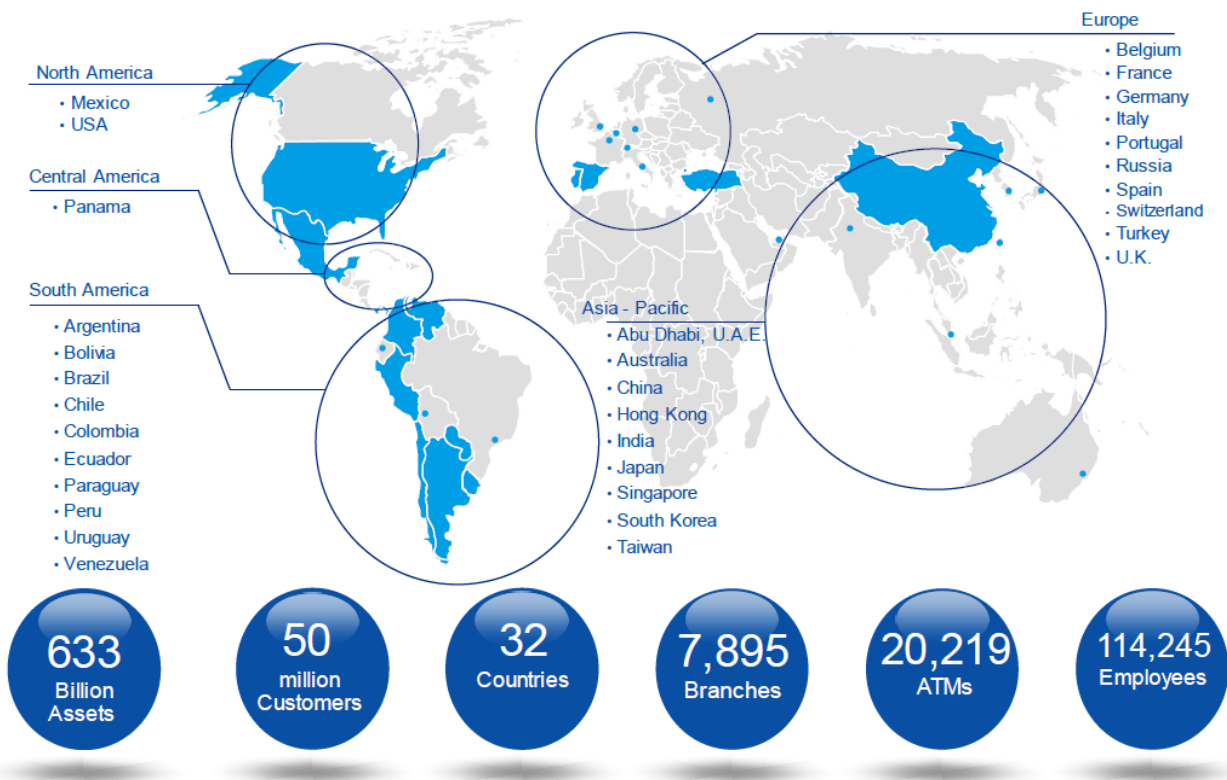 North America
• Mexico
• USA
Central America
• Panama
South America
• Argentina
• Bolivia
• Brazil
• Chile
• Colombia
• Ecuador
• Paraguay
• Peru
• Uruguay
• Venezuela
Europe
• Belgium
• France
• Germany
• Italy
• Portugal
• Russia
• Spain
• Switzerland
• Turkey
• U.K.
Asia - Pacific
• Abu Dhabi, U.A.E.
• Australia
• China
• Hong Kong
• India
• Japan
• Singapore
• South Korea
• Taiwan
633
Billion
Assets
50
million
Customers
32
Countries
7,895
Branches
20,219
ATMs
114,245
Employees